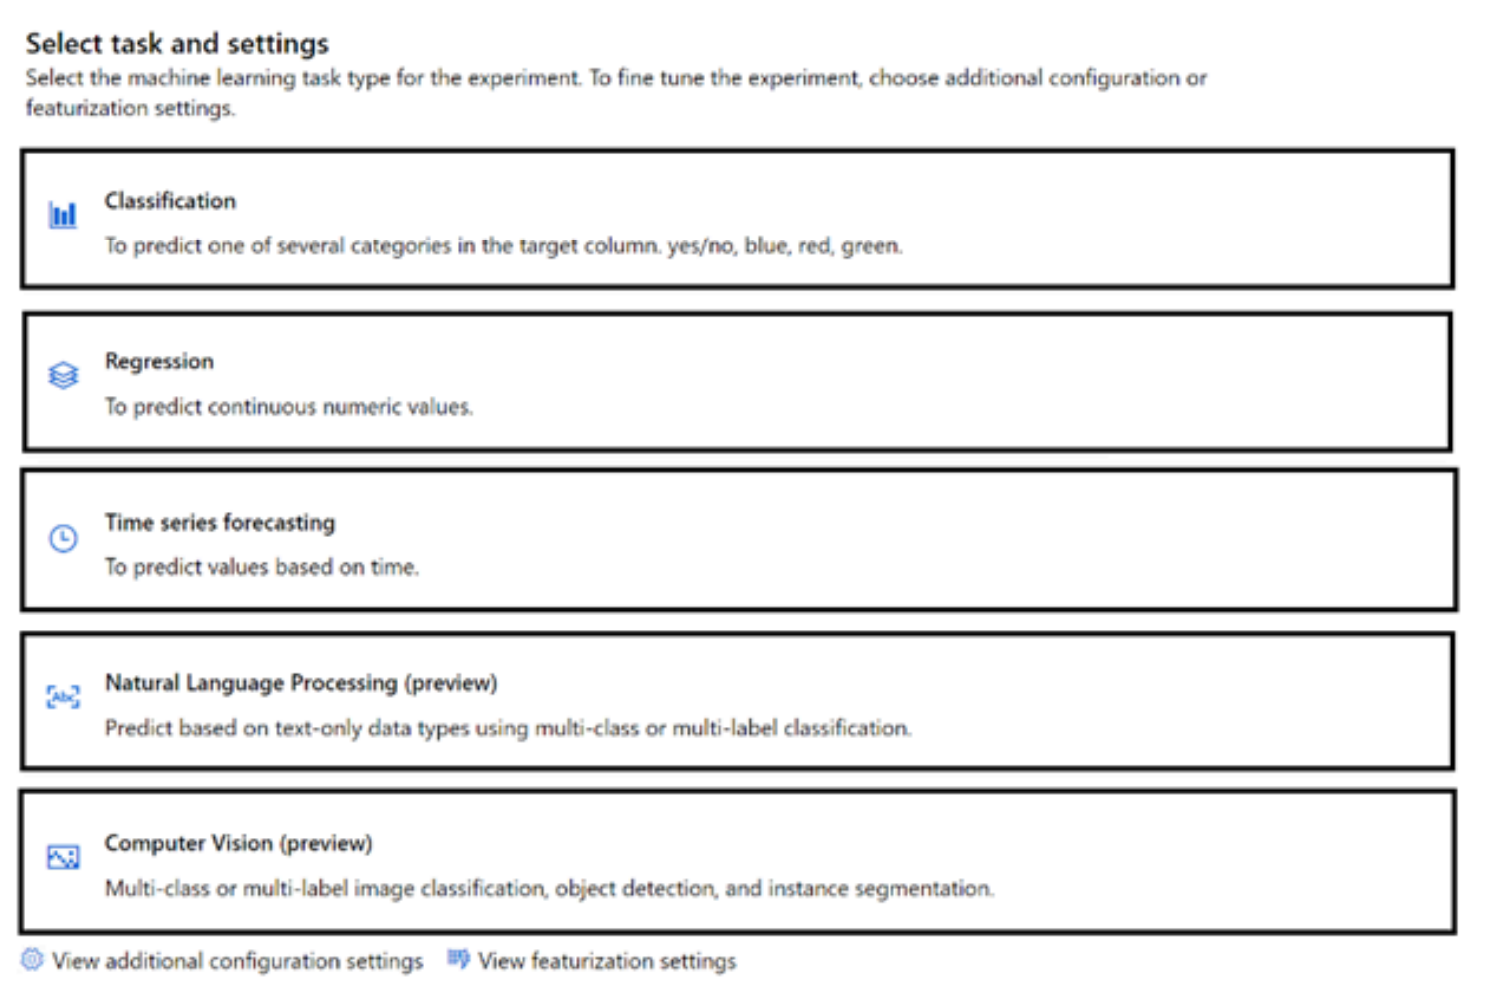 Select task and settings
Select the machine learning task type for the experiment. To fine tune the experiment, choose additional configuration or
featurization settings.
Classification
To predict one of several categories in the target column. yes/no, blue, red, green.
Regression
To predict continuous numeric values.
Time series forecasting
To predict values based on time.
Abc
Natural Language Processing (preview)
Predict based on text-only data types using multi-class or multi-label classification.
Computer Vision (preview)
Multi-class or multi-label image classification, object detection, and instance segmentation.
View additional configuration settings View featurization settings